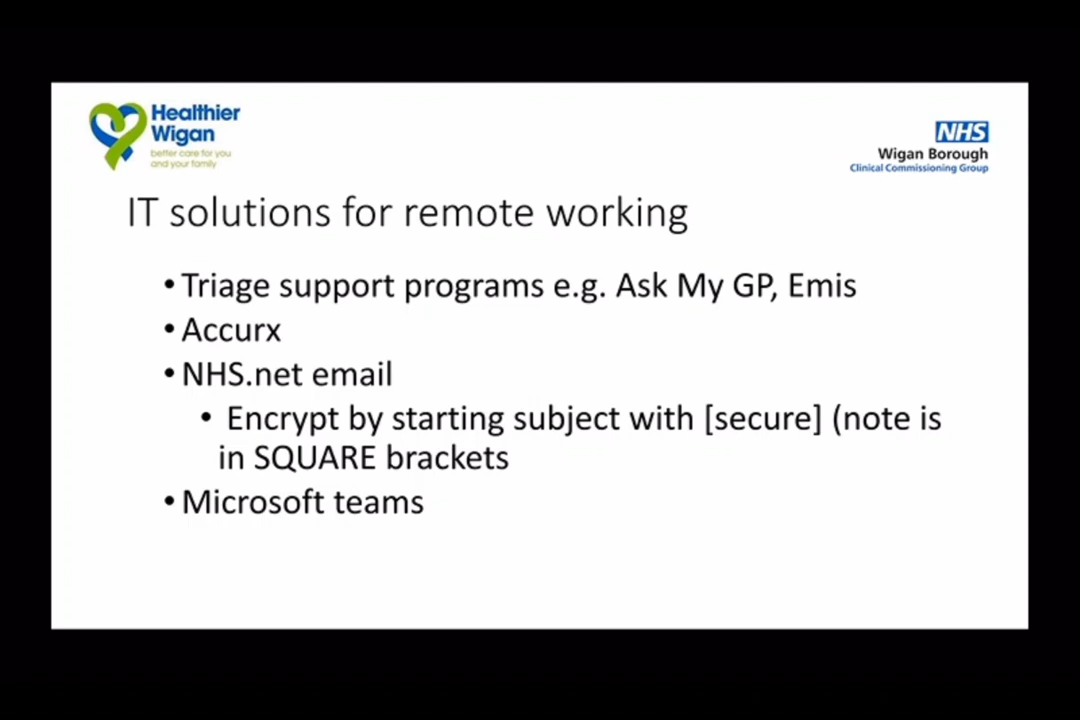 Healthier
Wigan
better care for you
and your family
NHS
Wigan Borough
Clinical Commissioning Group
IT solutions for remote working
• Triage support programs e.g. Ask My GP, Emis
• Accurx
• NHS.net email
• Encrypt by starting subject with [secure] (note is
in SQUARE brackets
• Microsoft teams